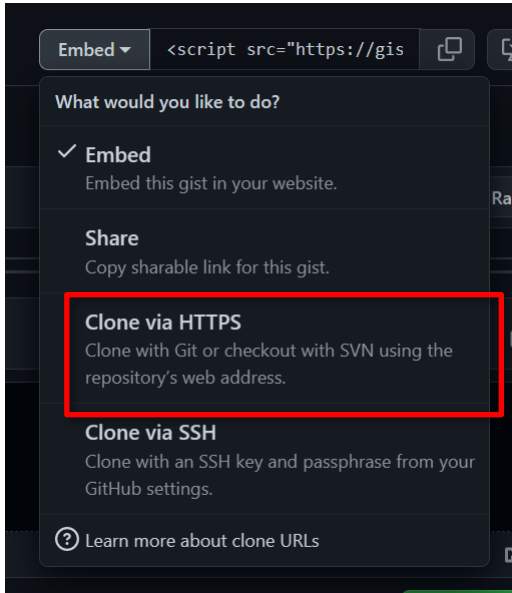 Embed <script src="https://gis
What would you like to do?
Embed
Embed this gist in your website.
Ra
Share
Copy sharable link for this gist.
Clone via HTTPS
Clone with Git or checkout with SVN using the
repository's web address.
Clone via SSH
Clone with an SSH key and passphrase from your
GitHub settings.
Learn more about clone URLs